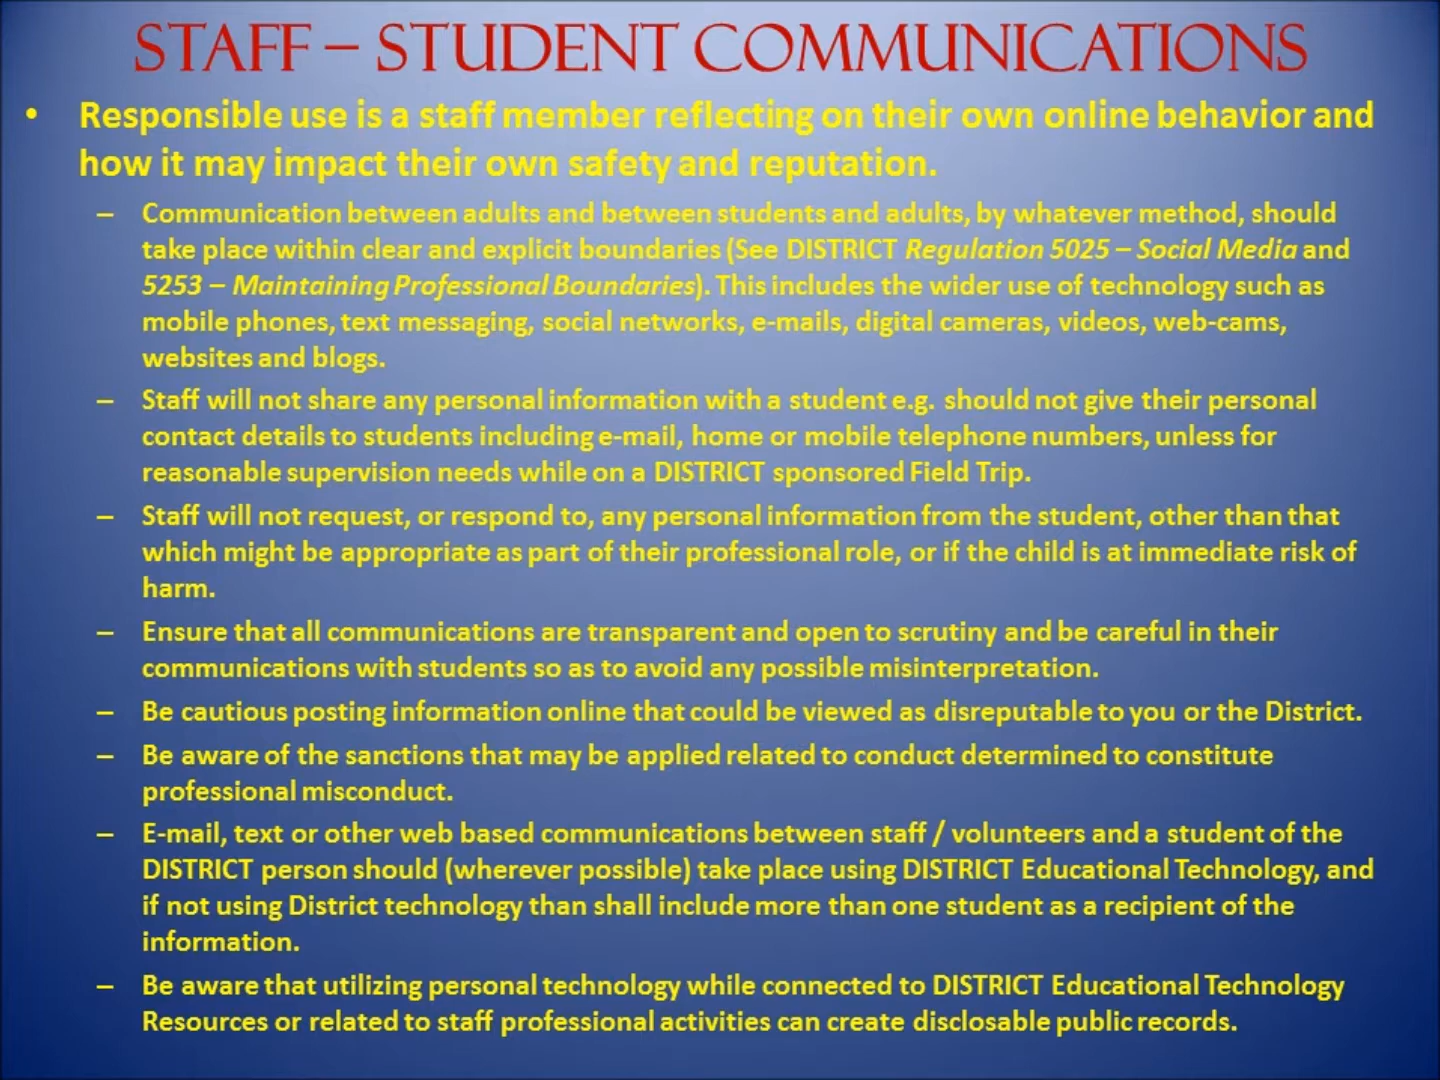 STAFF – STUDENT COMMUNICATIONS
• Responsible use is a staff member reflecting on their own online behavior and
how it may impact their own safety and reputation.
– Communication between adults and between students and adults, by whatever method, should
take place within clear and explicit boundaries (See DISTRICT Regulation 5025 – Social Media and
5253 – Maintaining Professional Boundaries). This includes the wider use of technology such as
mobile phones, text messaging, social networks, e-mails, digital cameras, videos, web-cams,
websites and blogs.
– Staff will not share any personal information with a student e.g. should not give their personal
contact details to students including e-mail, home or mobile telephone numbers, unless for
reasonable supervision needs while on a DISTRICT sponsored Field Trip.
– Staff will not request, or respond to, any personal information from the student, other than that
which might be appropriate as part of their professional role, or if the child is at immediate risk of
harm.
– Ensure that all communications are transparent and open to scrutiny and be careful in their
communications with students so as to avoid any possible misinterpretation.
– Be cautious posting information online that could be viewed as disreputable to you or the District.
– Be aware of the sanctions that may be applied related to conduct determined to constitute
professional misconduct.
– E-mail, text or other web based communications between staff / volunteers and a student of the
DISTRICT person should (wherever possible) take place using DISTRICT Educational Technology, and
if not using District technology than shall include more than one student as a recipient of the
information.
– Be aware that utilizing personal technology while connected to DISTRICT Educational Technology
Resources or related to staff professional activities can create disclosable public records.